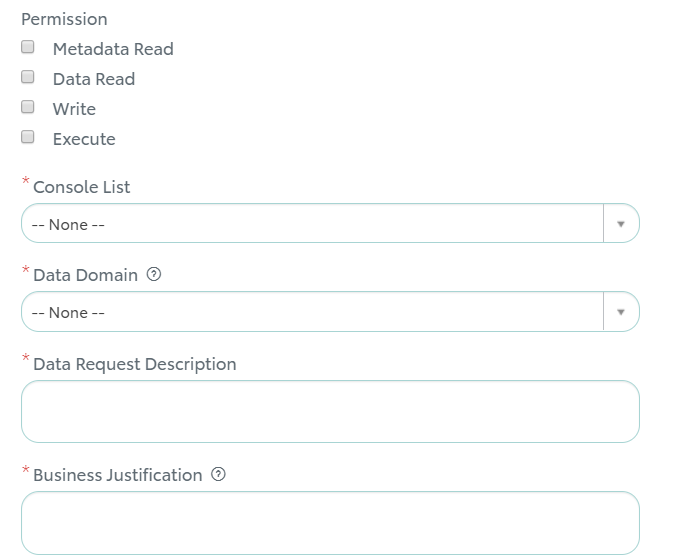 Permission
Metadata Read
Data Read
Write
Execute
* Console List
-- None --
* Data Domain ?
-- None --
* Data Request Description
* Business Justification ?